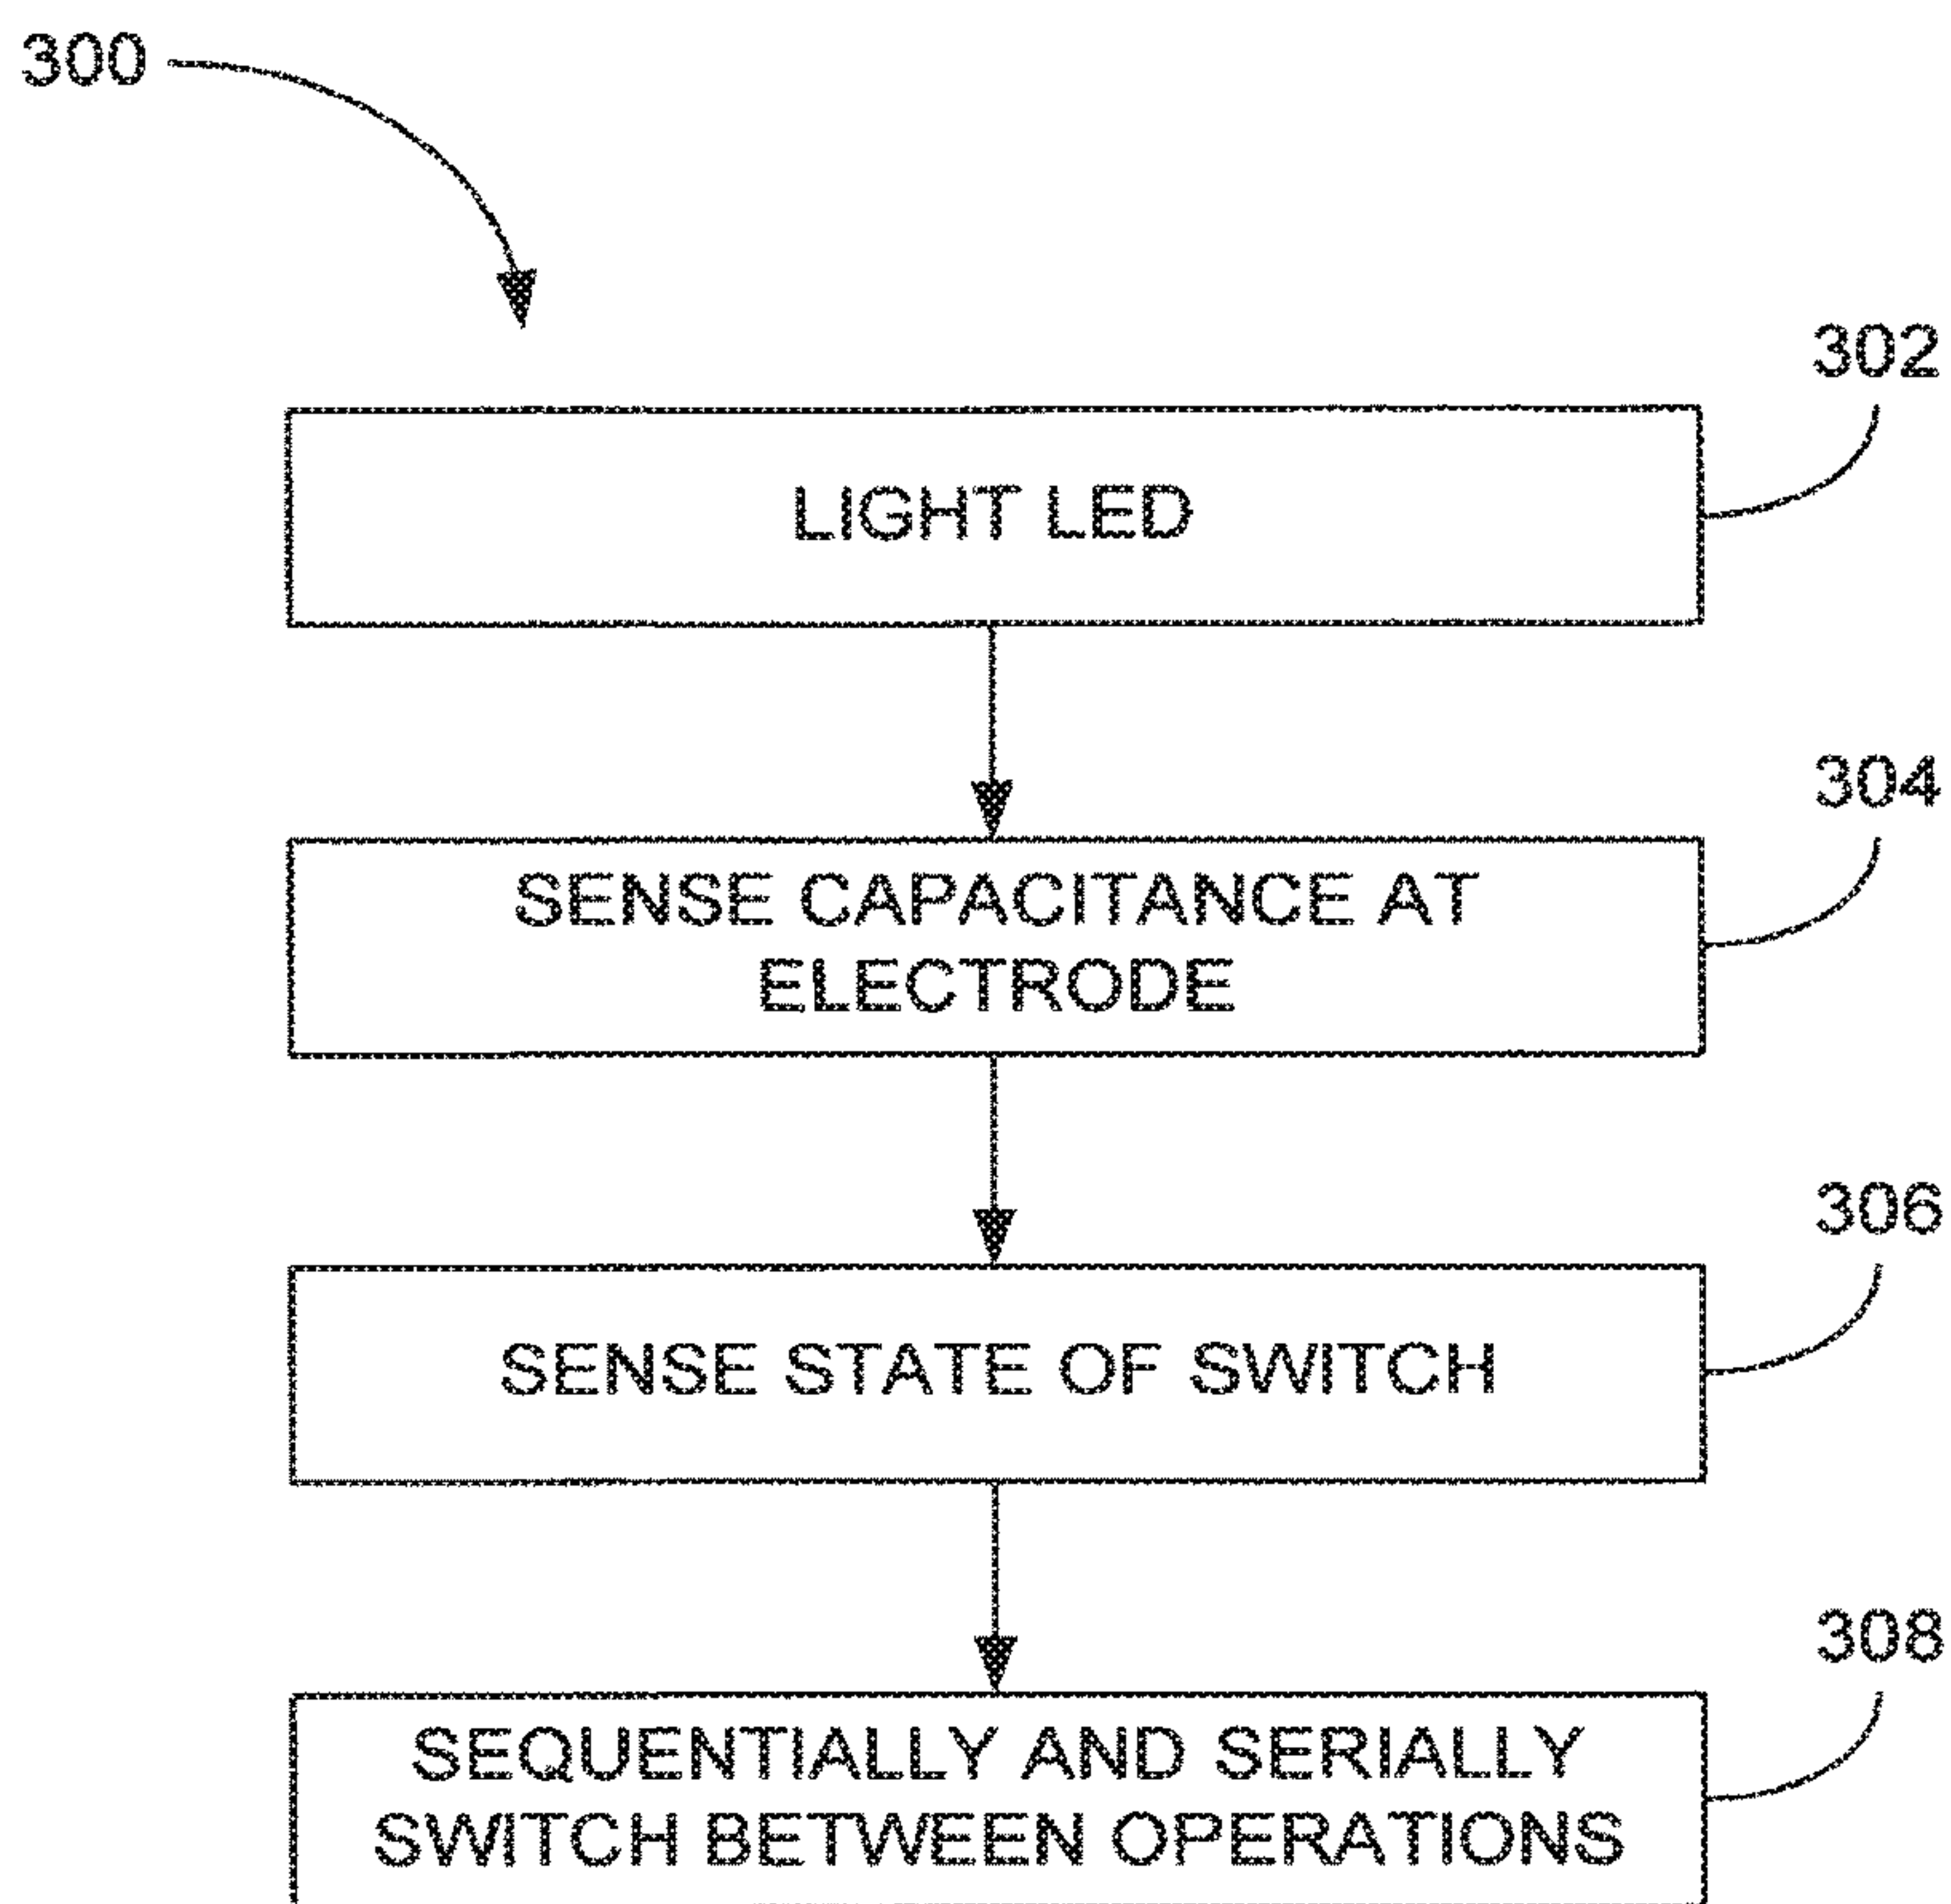 300
302
LIGHT LED
304
SENSE CAPACITANCE AT
ELECTRODE
306
SENSE STATE OF SWITCH
308
SEQUENTIALLY AND SERIALLY
SWITCH BETWEEN OPERATIONS